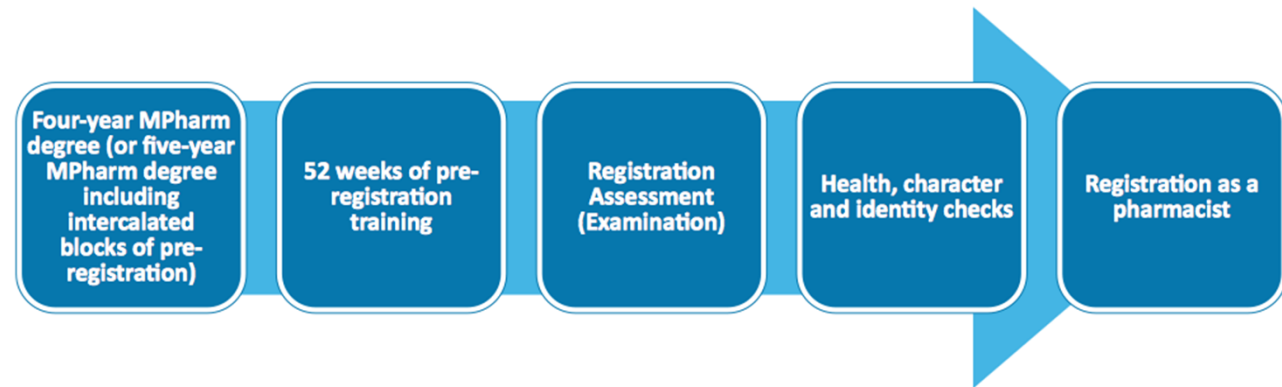 Four-year MPharm
degree (or five-year
MPharm degree
including
intercalated
blocks of pre-
registration)
52 weeks of pre-
registration
training
Registration
Assessment
(Examination)
Health, character
and identity checks
Registration as a
pharmacist